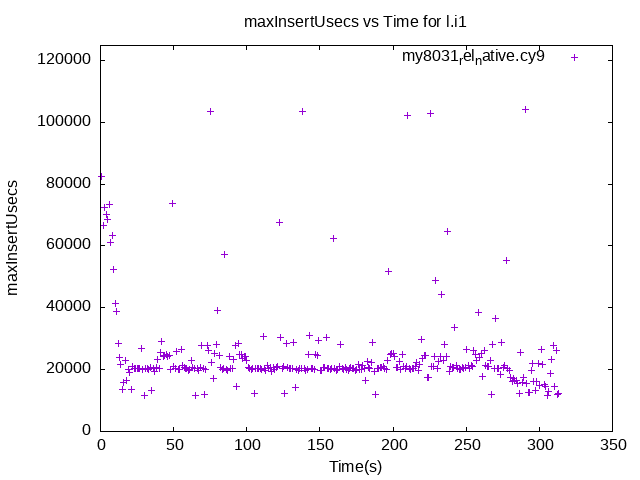 maxInsertUsecs vs Time for l.i1
my8031relnative.cy9
120000
100000
80000
60000
40000
20000
0
maxInsertUsecs
0 50 100 150 200 250 300 350
Time(s)